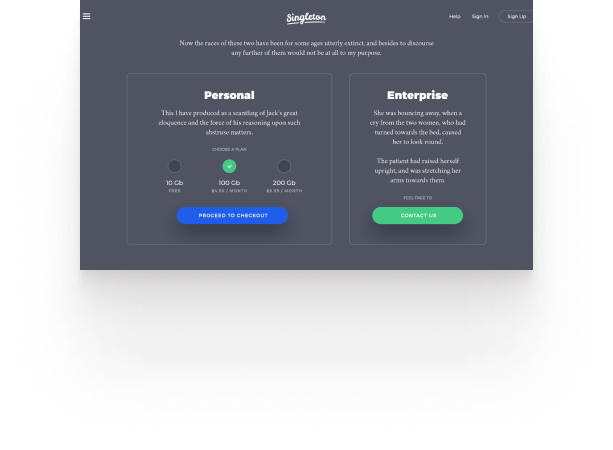 Singleton
Help Sign In Sign Up
Now the races of these two have been for some ages utterly extinct, and besides to discourse
any further of them would not be at all to my purpose.
Personal
This I have produced as a scantling of Jack's great
eloquence and the force of his reasoning upon such
abstruse matters.
CHOOSE A PLAN
10 Gb 100 Gb 200 Gb
FREE $4.99 / MONTH $9.99 / MONTH
PROCEED TO CHECKOUT
Enterprise
She was bouncing away, when a
cry from the two women, who had
turned towards the bed, caused
her to look round.
The patient had raised herself
upright, and was stretching her
arms towards them.
FEEL FREE TO
CONTACT US